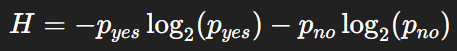 H = −p_yes log₂(p_yes) − p_no log₂(p_no)